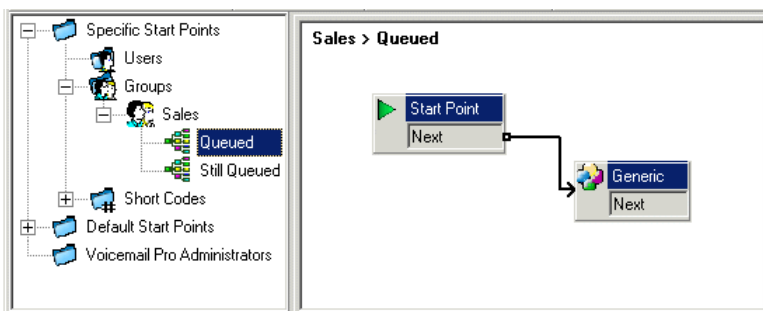 Specific Start Points
Users
Groups
Sales
Queued
Still Queued
Short Codes
Default Start Points
Voicemail Pro Administrators
Sales > Queued
Start Point
Next
Generic
Next